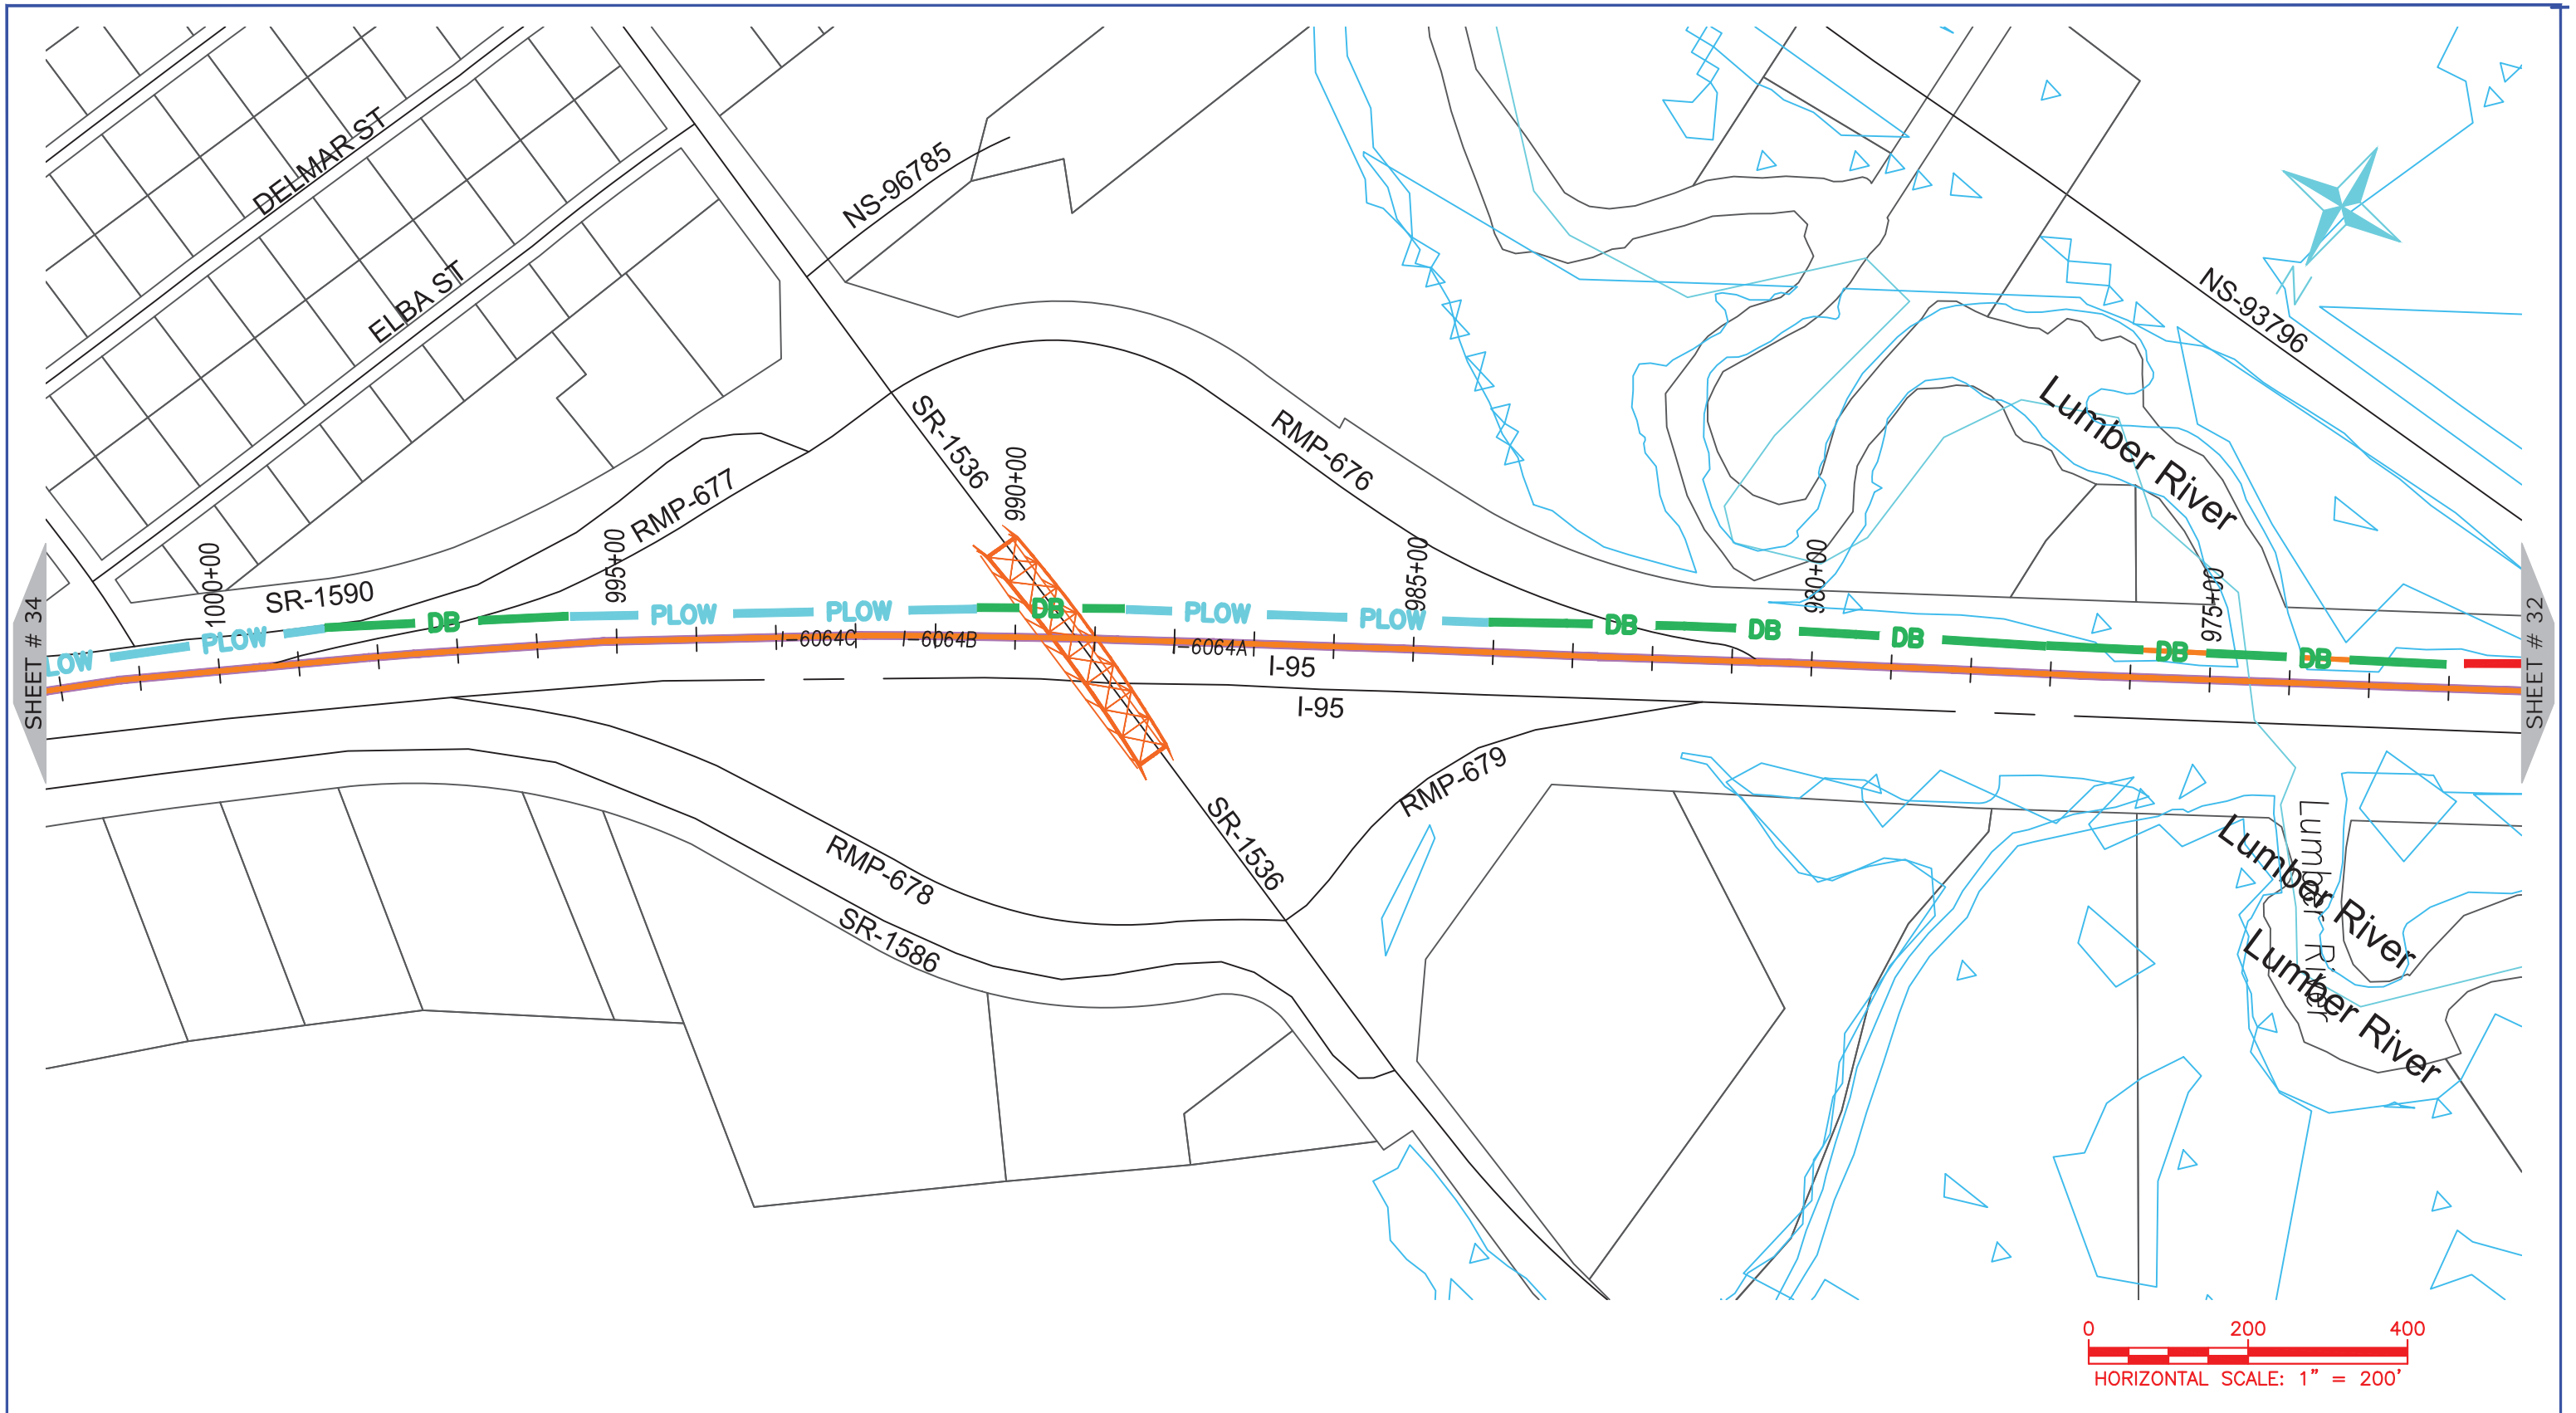 DELMAR ST
ELBA ST
NS-96785
NS-93796
Lumber River
SR-1536
RMP-676
RMP-677
990+00
1000+00
995+00
985+00
980+00
975+00
SR-1590
LOW
PLOW
DB
PLOW
PLOW
DB
PLOW
PLOW
DB
DB
DB
DB
DB
I-6064C
I-6064B
I-6064A
I-95
I-95
SHEET # 34
SHEET # 32
N
RMP-679
SR-1536
RMP-678
SR-1586
Lumber River
Lumber River
Lumber River
0 200 400
HORIZONTAL SCALE: 1" = 200'